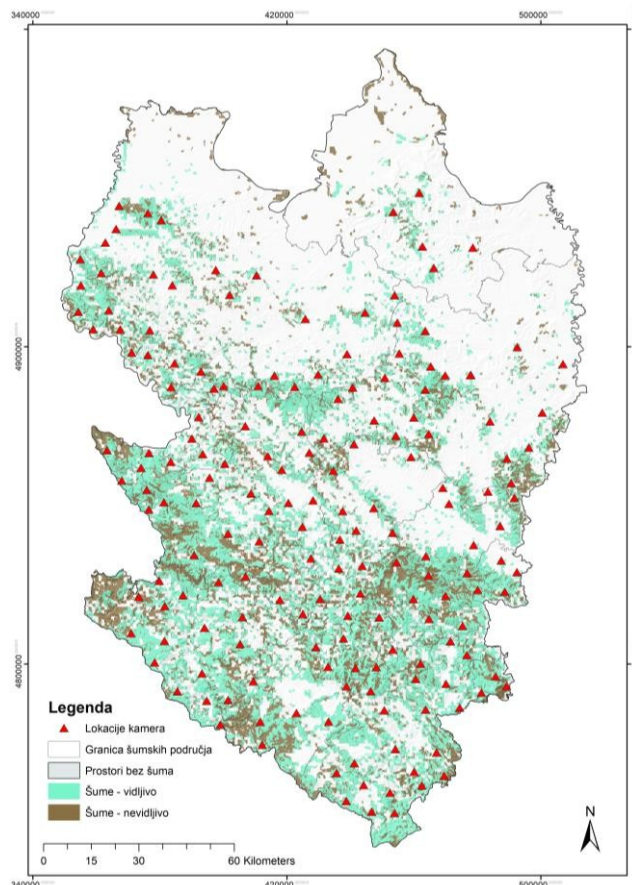 340000 420000 500000
4900000
4800000
Legenda
Lokacije kamera
Granica šumskih područja
Prostori bez šuma
Šume - vidljivo
Šume - nevidljivo
N
0 15 30 60 Kilometers
340000 420000 500000